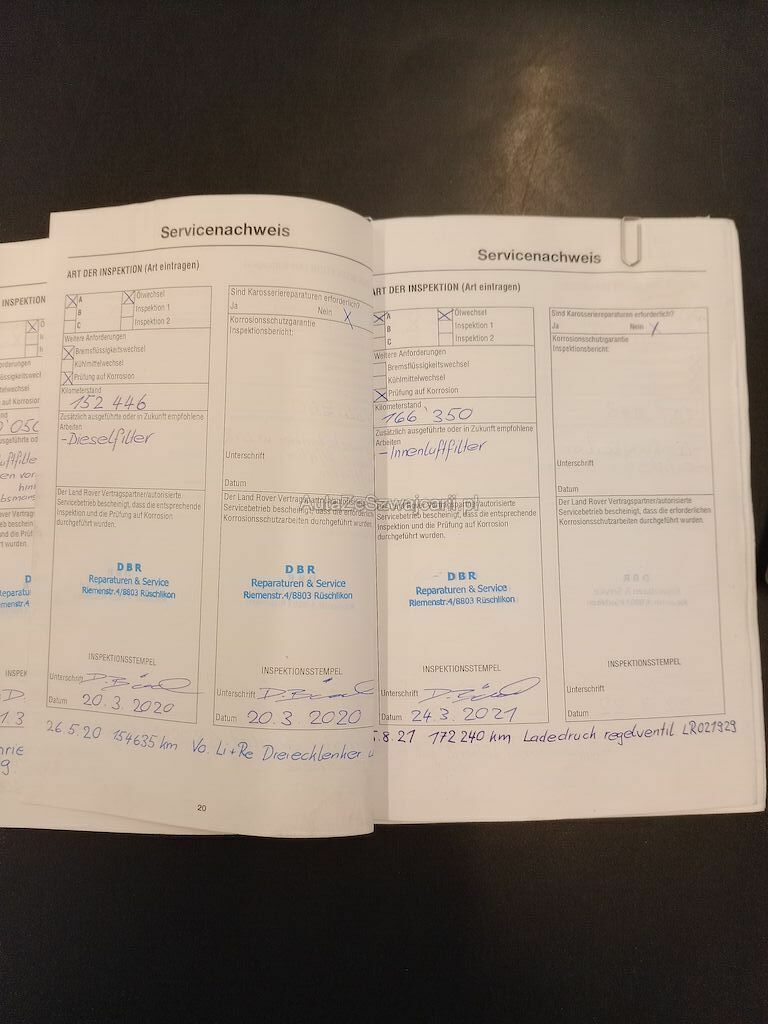 INSPEKTION
Servicenachweis
ART DER INSPEKTION (Art eintragen)
A
B
C
Ölwechsel
Inspektion 1
Inspektion 2
Weitere Anforderungen
Bremsflüssigkeitswechsel
Kühlmittelwechsel
Prüfung auf Korrosion
Kilometerstand
152 446
Zusätzlich ausgeführte oder in Zukunft empfohlene
Arbeiten
-Dieselfilter
Der Land Rover Vertragspartner/autorisierte
Servicebetrieb bescheinigt, dass die entsprechende
Inspektion und die Prüfung auf Korrosion
durchgeführt wurden.
DBR
Reparaturen & Service
Riemenstr.4/8803 Rüschlikon
INSPEKTIONSSTEMPEL
Unterschrift
Datum 20.3.2020
Sind Karosseriereparaturen erforderlich?
Ja Nein X
Korrosionsschutzgarantie
Inspektionsbericht:
Unterschrift
Datum
Der Land Rover Vertragspartner/autorisierte
Servicebetrieb bescheinigt, dass die erforderlich
Korrosionsschutzarbeiten durchgeführt wurden.
DBR
Reparaturen & Service
Riemenstr.4/8803 Rüschlikon
INSPEKTIONSSTEMPEL
Unterschrift
Datum 20.3.2020
26.5.20 154635 km Vo. Li+Re Dreiecklenker u
20
Servicenachweis
ART DER INSPEKTION (Art eintragen)
A
B
C
Ölwechsel
Inspektion 1
Inspektion 2
Weitere Anforderungen
Bremsflüssigkeitswechsel
Kühlmittelwechsel
Prüfung auf Korrosion
Kilometerstand
166 350
Zusätzlich ausgeführte oder in Zukunft empfohlene
Arbeiten
-Innenluftfilter
Der Land Rover Vertragspartner/autorisierte
Servicebetrieb bescheinigt, dass die entsprechende
Inspektion und die Prüfung auf Korrosion
durchgeführt wurden.
DBR
Reparaturen & Service
Riemenstr.4/8803 Rüschlikon
INSPEKTIONSSTEMPEL
Unterschrift
Datum 24.3.2021
Sind Karosseriereparaturen erforderlich?
Ja Nein X
Korrosionsschutzgarantie
Inspektionsbericht:
Unterschrift
Datum
Der Land Rover Vertragspartner/autorisierte
Servicebetrieb bescheinigt, dass die erforderlichen
Korrosionsschutzarbeiten durchgeführt wurden.
INSPEKTIONSSTEMPEL
Unterschrift
Datum
.8.21 172240 km Ladedruck regelventil LR021929
AutaZeSzwajcarii.pl